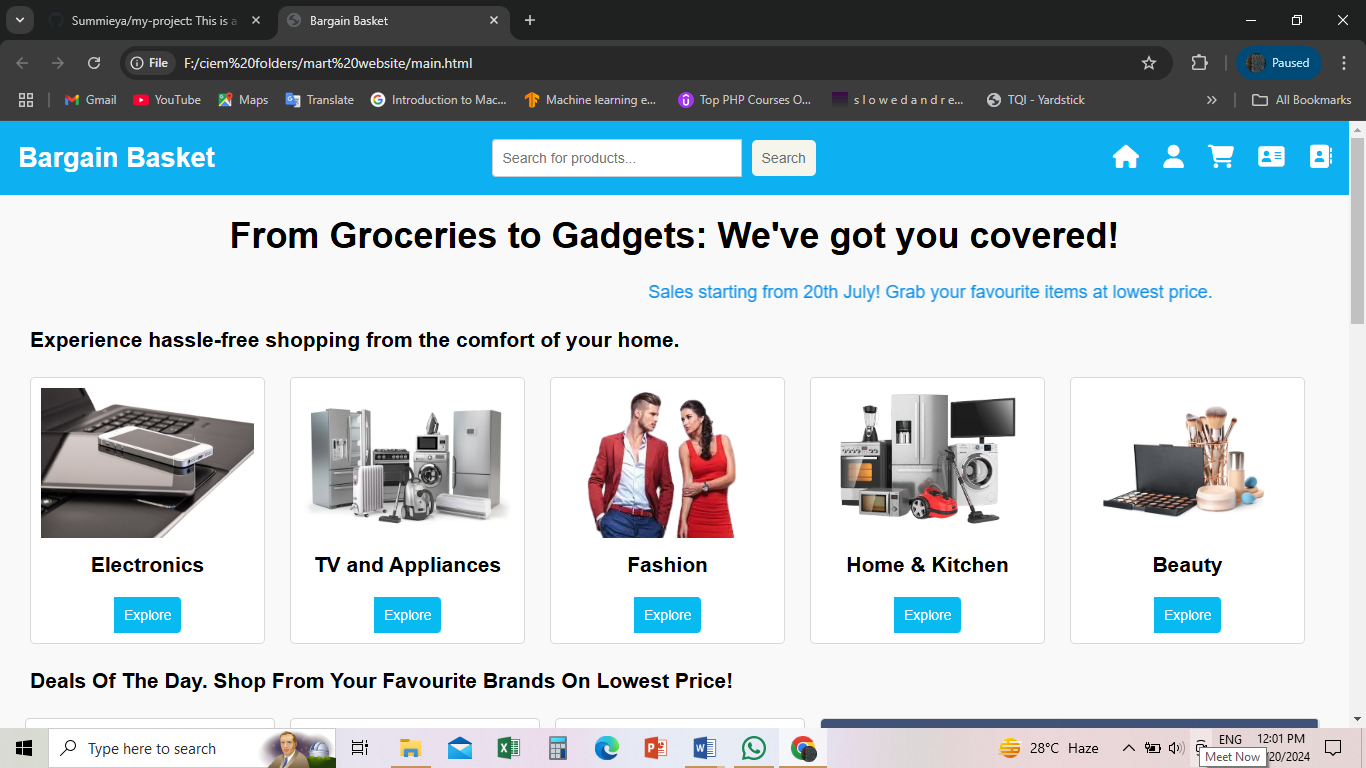 Summieya/my-project: This is a
Bargain Basket
File
F:/ciem%20folders/mart%20website/main.html
Paused
Gmail
YouTube
Maps
Translate
Introduction to Mac...
Machine learning e...
Top PHP Courses O...
s l o w e d a n d r e...
TQI - Yardstick
All Bookmarks
Bargain Basket
Search for products...
Search
From Groceries to Gadgets: We've got you covered!
Sales starting from 20th July! Grab your favourite items at lowest price.
Experience hassle-free shopping from the comfort of your home.
Electronics
TV and Appliances
Fashion
Home & Kitchen
Beauty
Explore
Explore
Explore
Explore
Explore
Deals Of The Day. Shop From Your Favourite Brands On Lowest Price!
Type here to search
28°C Haze
ENG
12:01 PM
20/2024
Meet Now